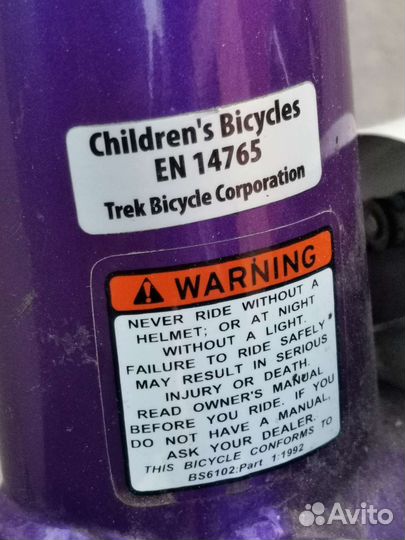 Children's Bicycles
EN 14765
Trek Bicycle Corporation
WARNING
NEVER RIDE WITHOUT A
HELMET; OR AT NIGHT
WITHOUT A LIGHT.
FAILURE TO RIDE SAFELY
MAY RESULT IN SERIOUS
INJURY OR DEATH.
READ OWNER'S MANUAL
BEFORE YOU RIDE. IF YOU
DO NOT HAVE A MANUAL,
ASK YOUR DEALER.
THIS BICYCLE CONFORMS TO
BS6102:Part 1:1992
Avito